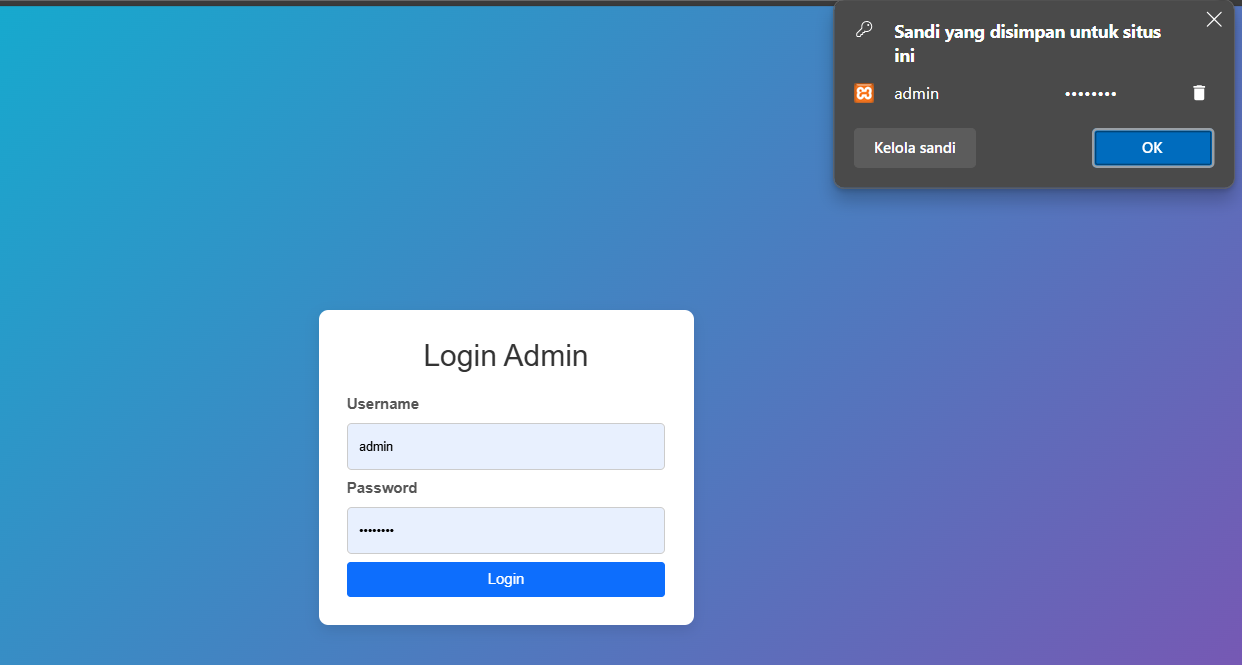 Sandi yang disimpan untuk situs
ini
admin ••••••••
Kelola sandi OK
Login Admin
Username
admin
Password
••••••••
Login